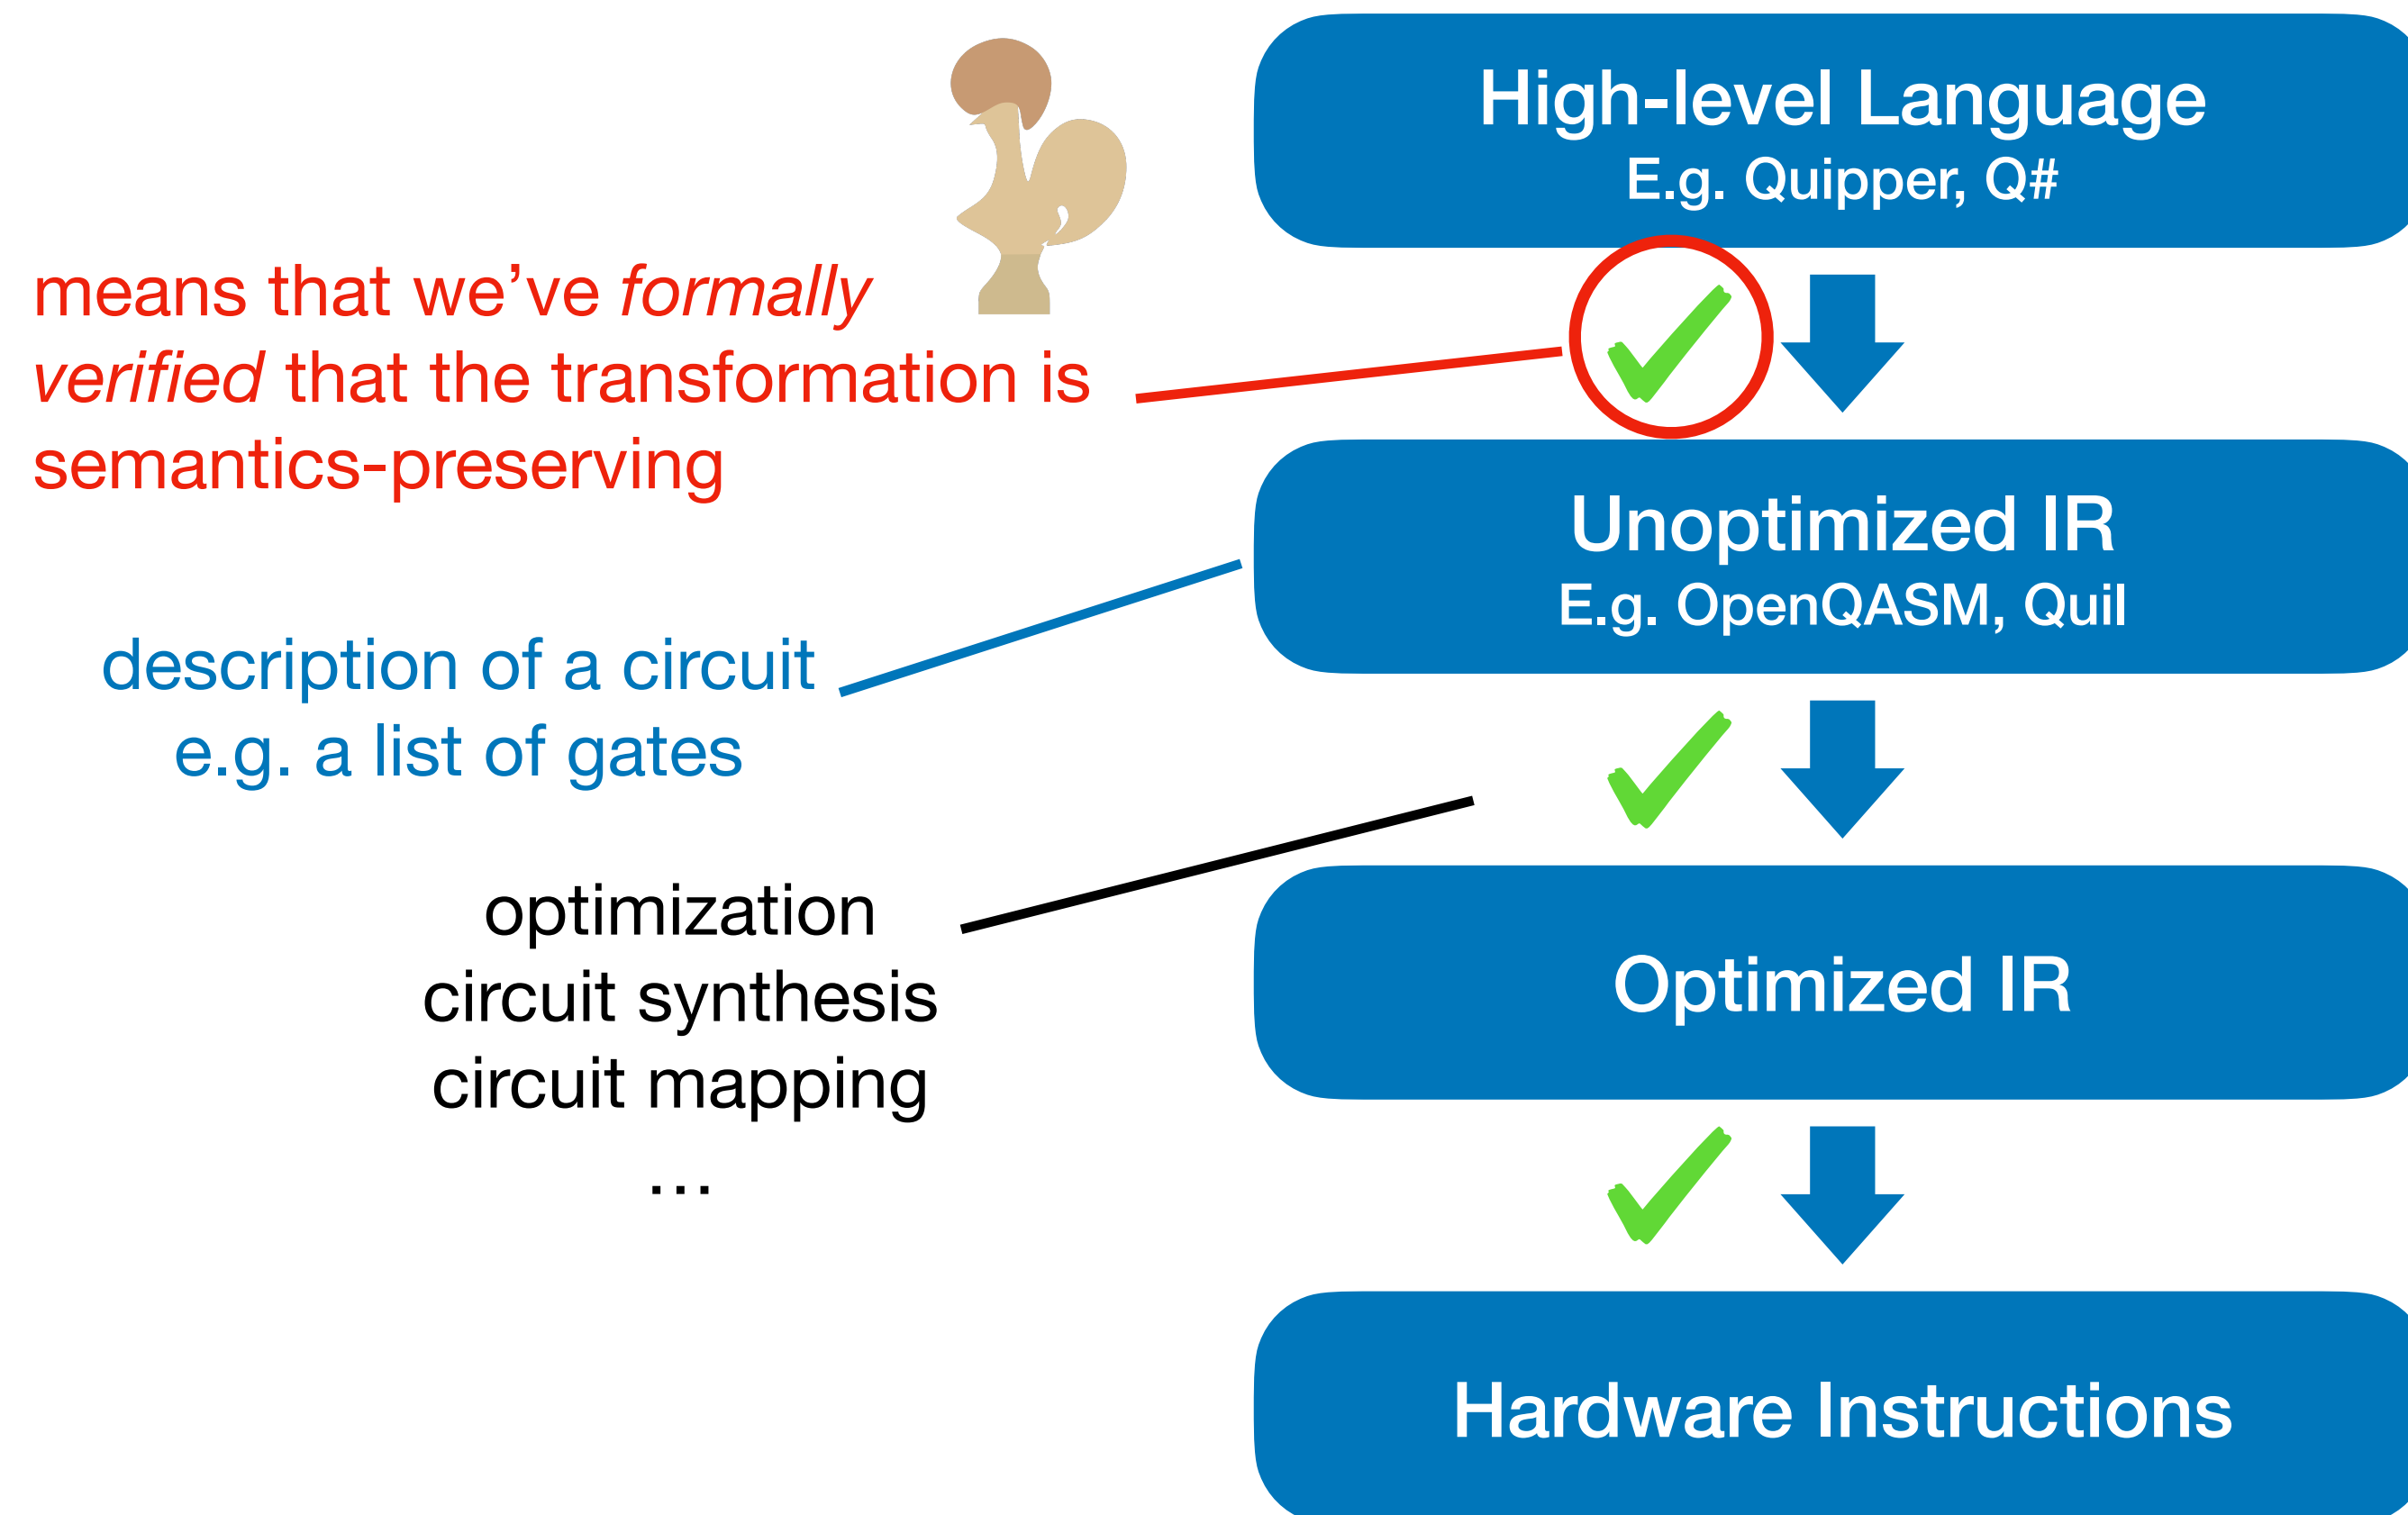 High-level Language
E.g. Quipper, Q#
means that we've formally
verified that the transformation is
semantics-preserving
Unoptimized IR
E.g. OpenQASM, Quil
description of a circuit
e.g. a list of gates
optimization
circuit synthesis
circuit mapping
...
Optimized IR
Hardware Instructions